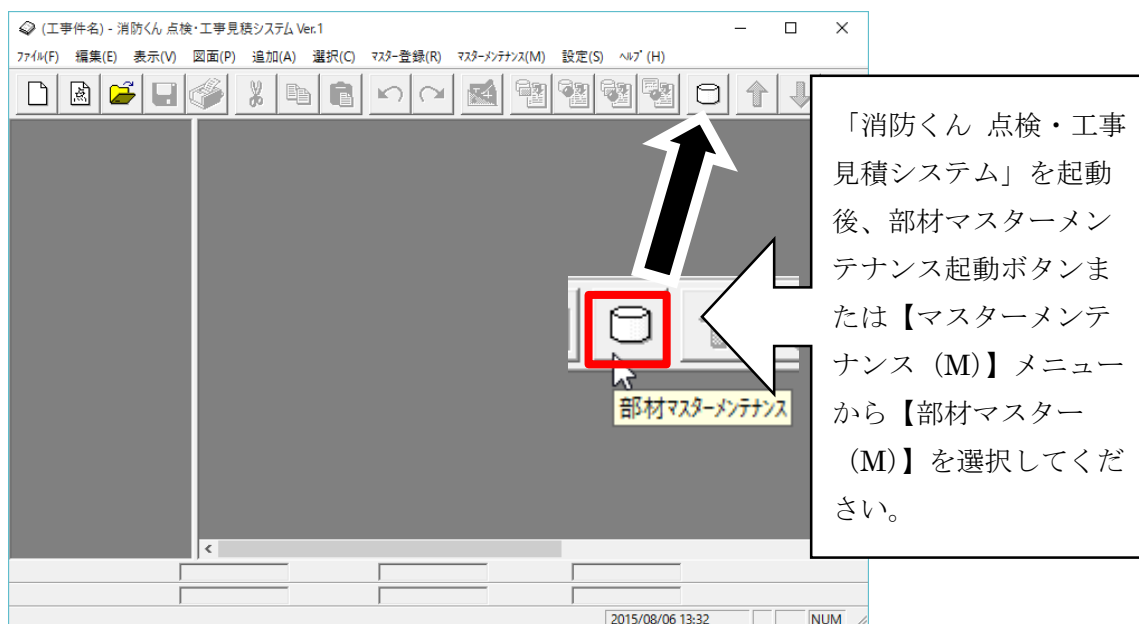 (工事件名) - 消防くん 点検・工事見積システム Ver.1
ファイル(F) 編集(E) 表示(V) 図面(P) 追加(A) 選択(C) マスター登録(R) マスターメンテナンス(M) 設定(S) ヘルプ(H)
点
「消防くん 点検・工事
見積システム」を起動
後、部材マスターメン
テナンス起動ボタンま
たは【マスターメンテ
ナンス（M)】メニュー
から【部材マスター
（M)】を選択してくだ
さい。
部材マスターメンテナンス
2015/08/06 13:32 NUM